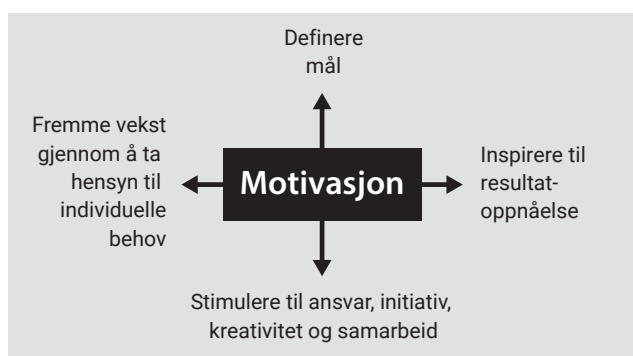 Definere
mål
Fremme vekst
gjennom å ta
hensyn til
individuelle
behov
Motivasjon
Inspirere til
resultat-
oppnåelse
Stimulere til ansvar, initiativ,
kreativitet og samarbeid